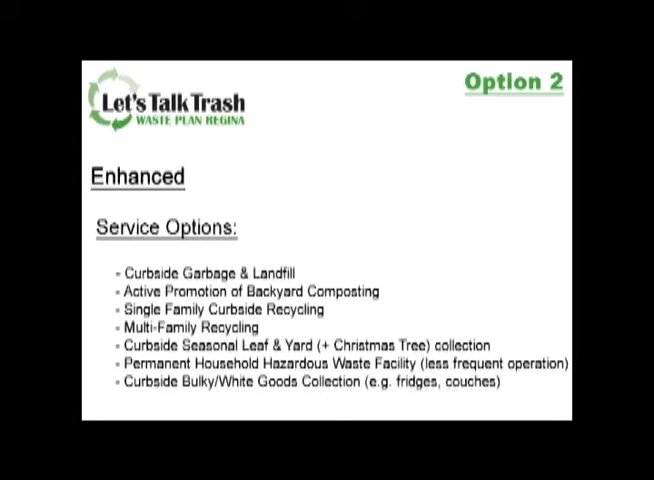 Let's Talk Trash
WASTE PLAN REGINA
Option 2
Enhanced
Service Options:
- Curbside Garbage & Landfill
- Active Promotion of Backyard Composting
- Single Family Curbside Recycling
- Multi-Family Recycling
- Curbside Seasonal Leaf & Yard (+ Christmas Tree) collection
- Permanent Household Hazardous Waste Facility (less frequent operation)
- Curbside Bulky/White Goods Collection (e.g. fridges, couches)